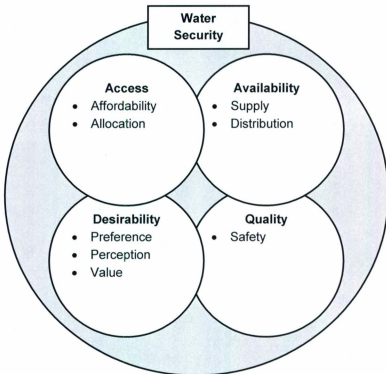 Water
Security
Access
• Affordability
• Allocation
Availability
• Supply
• Distribution
Desirability
• Preference
• Perception
• Value
Quality
• Safety